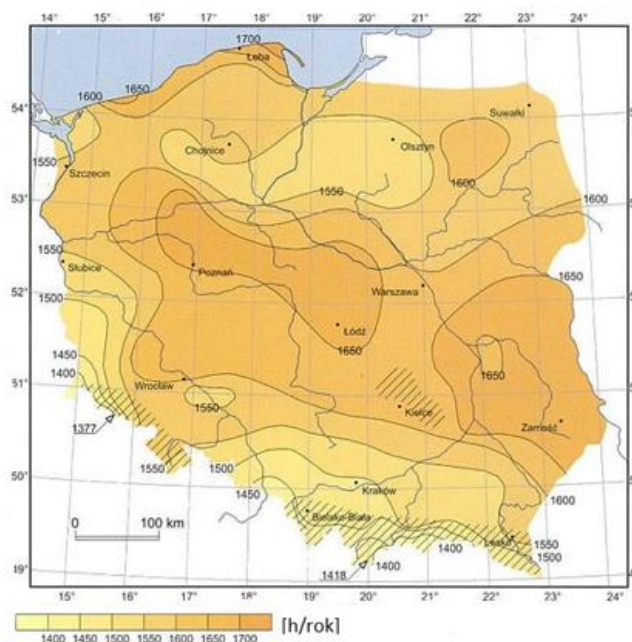 14° 15° 16° 17° 18° 19° 20° 21° 22° 23° 24°
1700
Łeba
1650
1600
54°
Suwałki
Chojnice
Olsztyn
1550
1550
Szczecin
1600
53°
1600
1550
Słubice
1650
Poznań
Warszawa
52°
1500
Łódź
1650
1450
1650
1400
Wrocław
51°
1550
Kielce
Zamość
1377
1550
1500
50°
1450
Kraków
1600
0 100 km
Bielsko-Biała
Lesko
1550
1400
1400
1500
1418
49°
15° 16° 17° 18° 19° 20° 21° 22° 23°
1400 1450 1500 1550 1600 1650 1700
[h/rok]